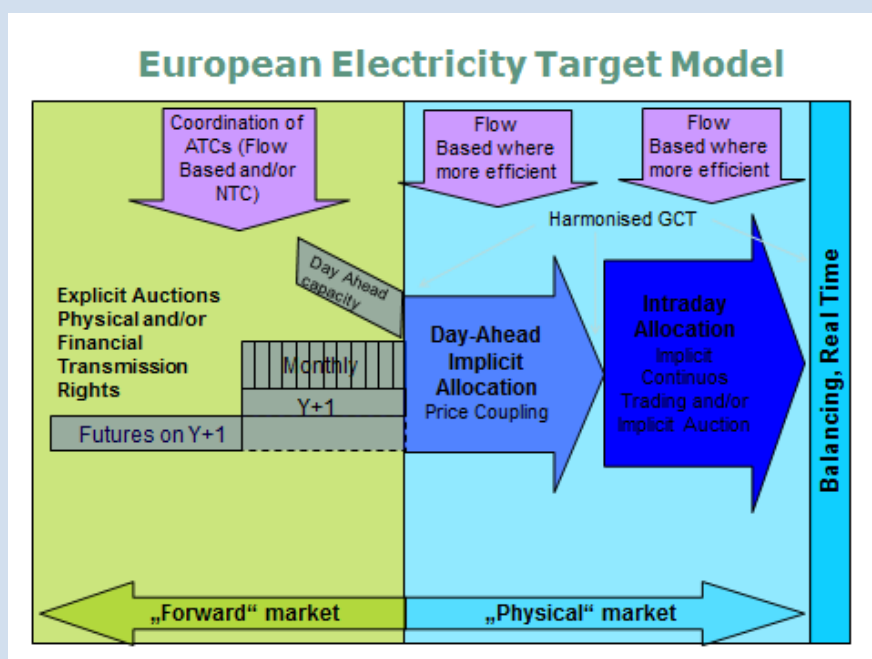 European Electricity Target Model
Coordination of
ATCs (Flow
Based and/or
NTC)
Flow
Based where
more efficient
Flow
Based where
more efficient
Harmonised GCT
Day Ahead
capacity
Explicit Auctions
Physical and/or
Financial
Transmission
Rights
Monthly
Y+1
Futures on Y+1
Day-Ahead
Implicit
Allocation
Price Coupling
Intraday
Allocation
Implicit
Continuos
Trading and/or
Implicit Auction
Balancing, Real Time
„Forward“ market
„Physical“ market